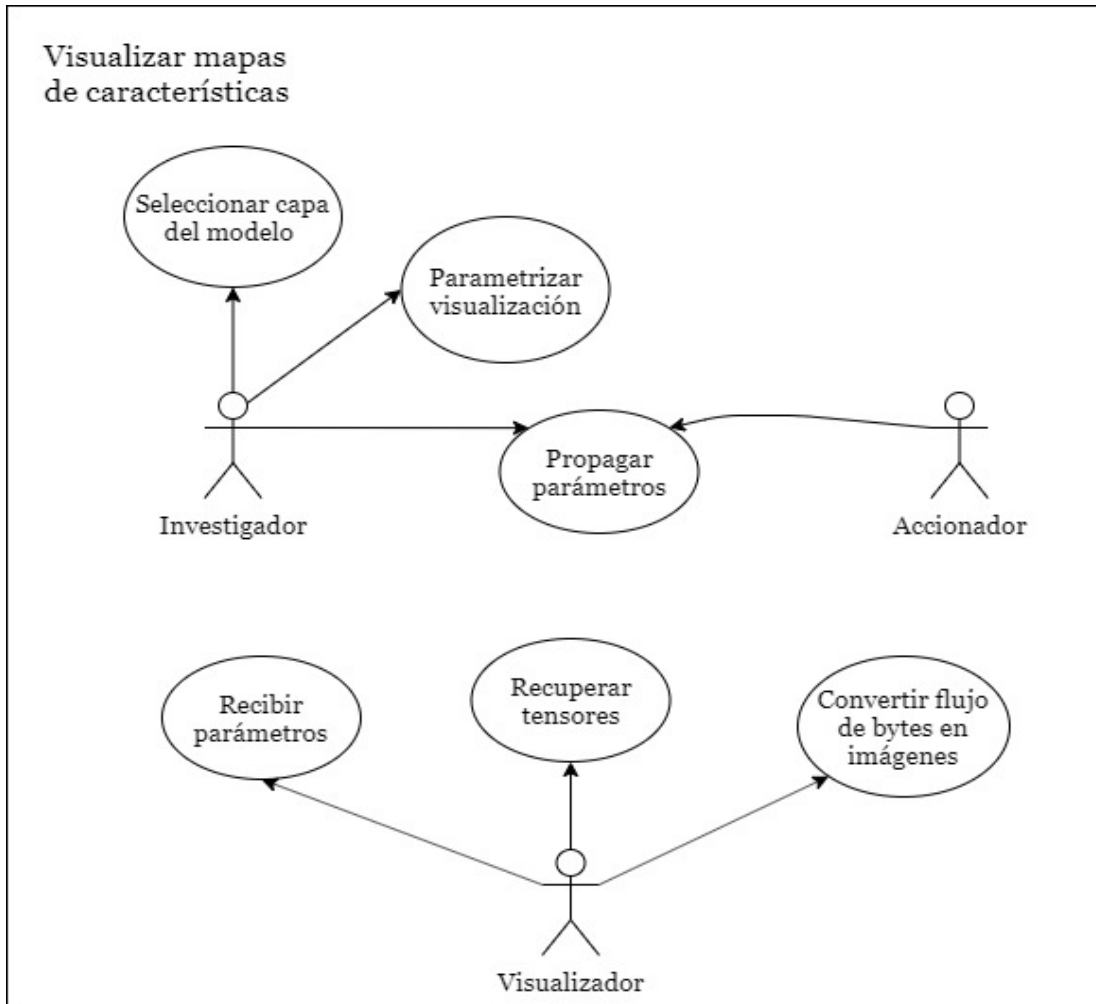 Visualizar mapas
de características
Seleccionar capa
del modelo
Parametrizar
visualización
Propagar
parámetros
Investigador
Accionador
Recibir
parámetros
Recuperar
tensores
Convertir flujo
de bytes en
imágenes
Visualizador